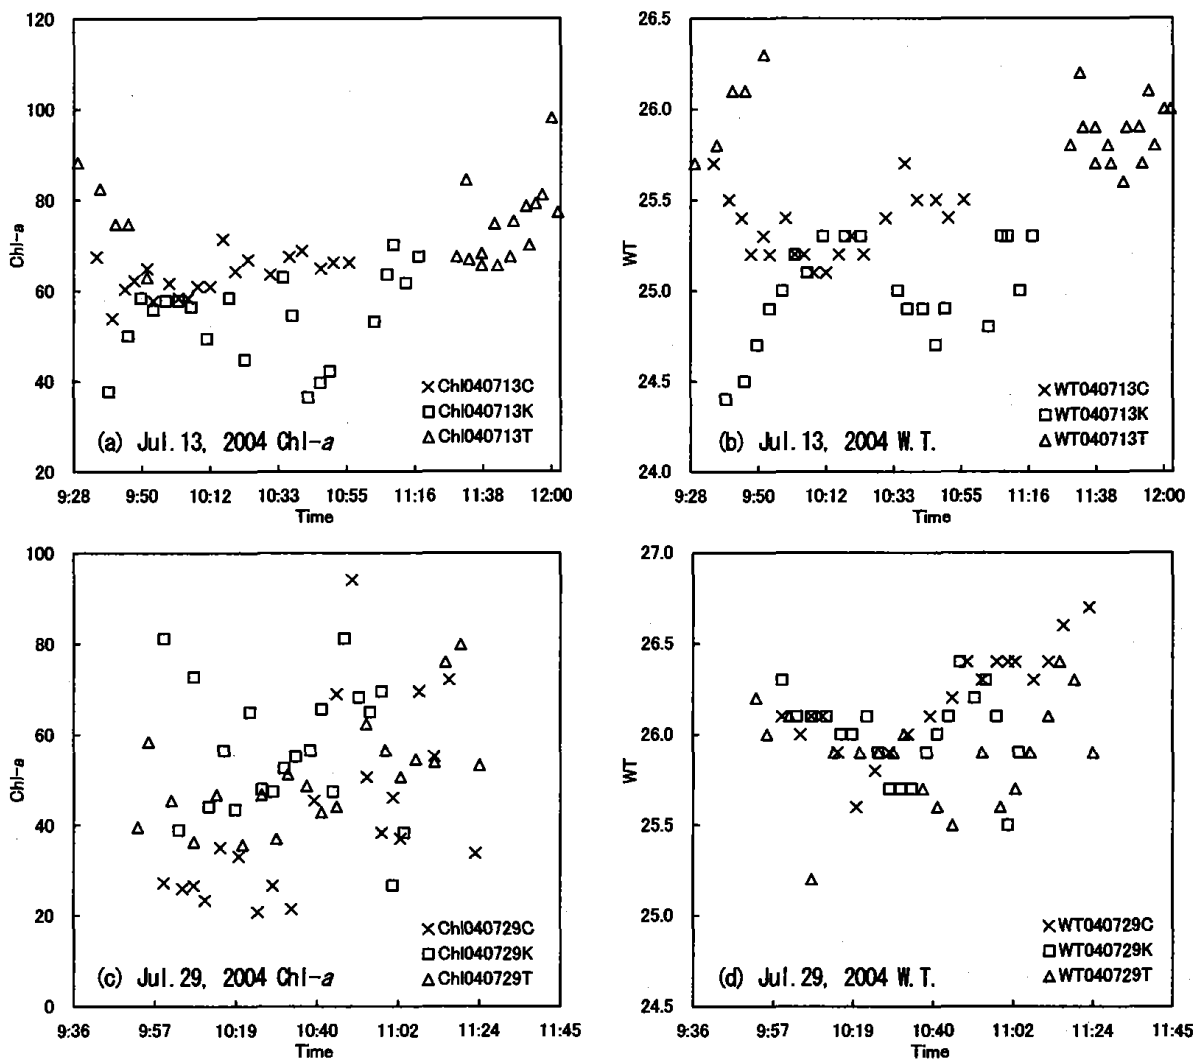 120
100
80
60
40
20
Chl-a
×Chl040713C
□Chl040713K
△Chl040713T
(a) Jul.13, 2004 Chl-a
9:28 9:50 10:12 10:33 10:55 11:16 11:38 12:00
Time
26.5
26.0
25.5
25.0
24.5
24.0
WT
×WT040713C
□WT040713K
△WT040713T
(b) Jul.13, 2004 W.T.
9:28 9:50 10:12 10:33 10:55 11:16 11:38 12:00
Time
100
80
60
40
20
0
Chl-a
×Chl040729C
□Chl040729K
△Chl040729T
(c) Jul.29, 2004 Chl-a
9:36 9:57 10:19 10:40 11:02 11:24 11:45
Time
27.0
26.5
26.0
25.5
25.0
24.5
WT
×WT040729C
□WT040729K
△WT040729T
(d) Jul.29, 2004 W.T.
9:36 9:57 10:19 10:40 11:02 11:24 11:45
Time